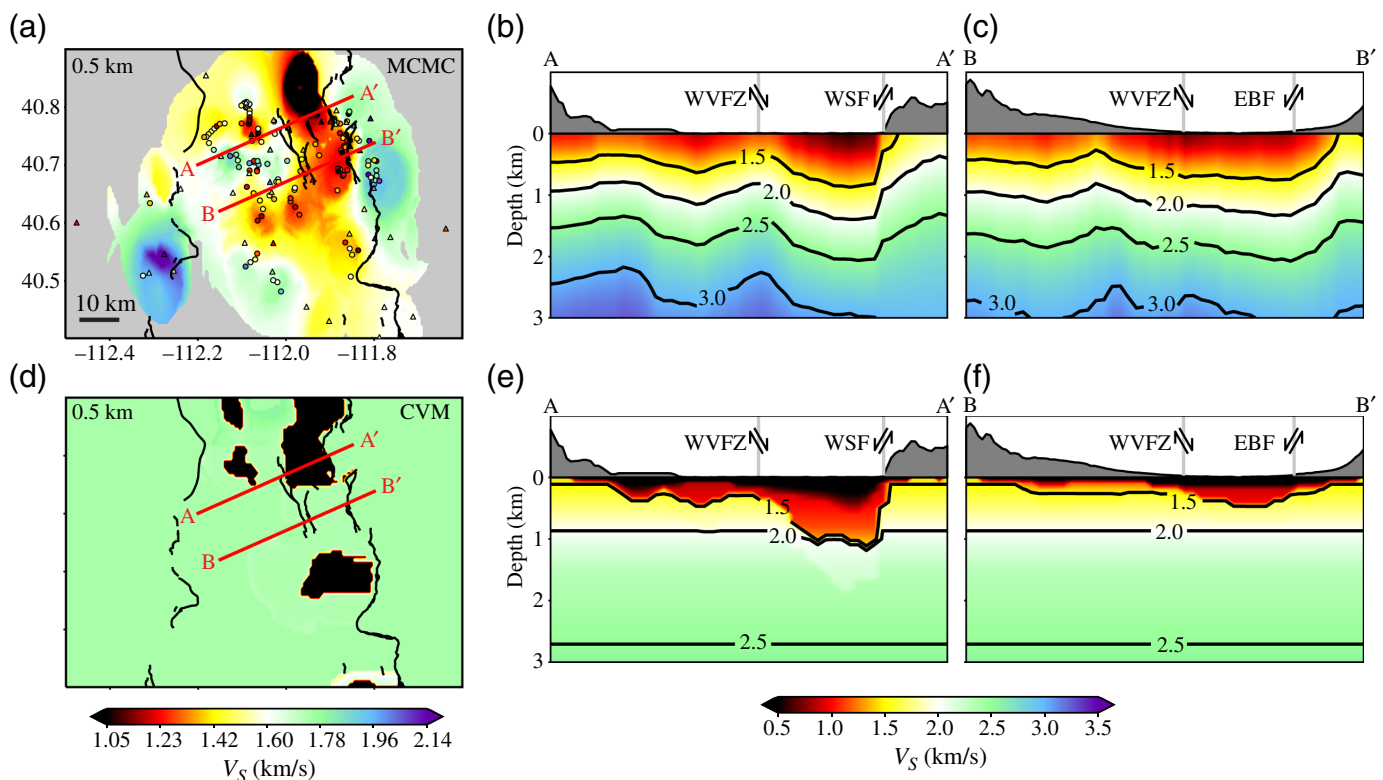 (a)
(b)
(c)
0.5 km
MCMC
A
A′
B
B′
40.8
40.7
40.6
40.5
A′
B′
A
B
10 km
−112.4
−112.2
−112.0
−111.8
WVFZ
WSF
WVFZ
EBF
0
1
2
3
Depth (km)
1.5
2.0
2.5
3.0
1.5
2.0
2.5
3.0
3.0
(d)
(e)
(f)
0.5 km
CVM
A
A′
B
B′
A′
B′
A
B
WVFZ
WSF
WVFZ
EBF
0
1
2
3
Depth (km)
1.5
2.0
2.5
1.5
2.0
2.5
1.05 1.23 1.42 1.60 1.78 1.96 2.14
VS (km/s)
0.5 1.0 1.5 2.0 2.5 3.0 3.5
VS (km/s)